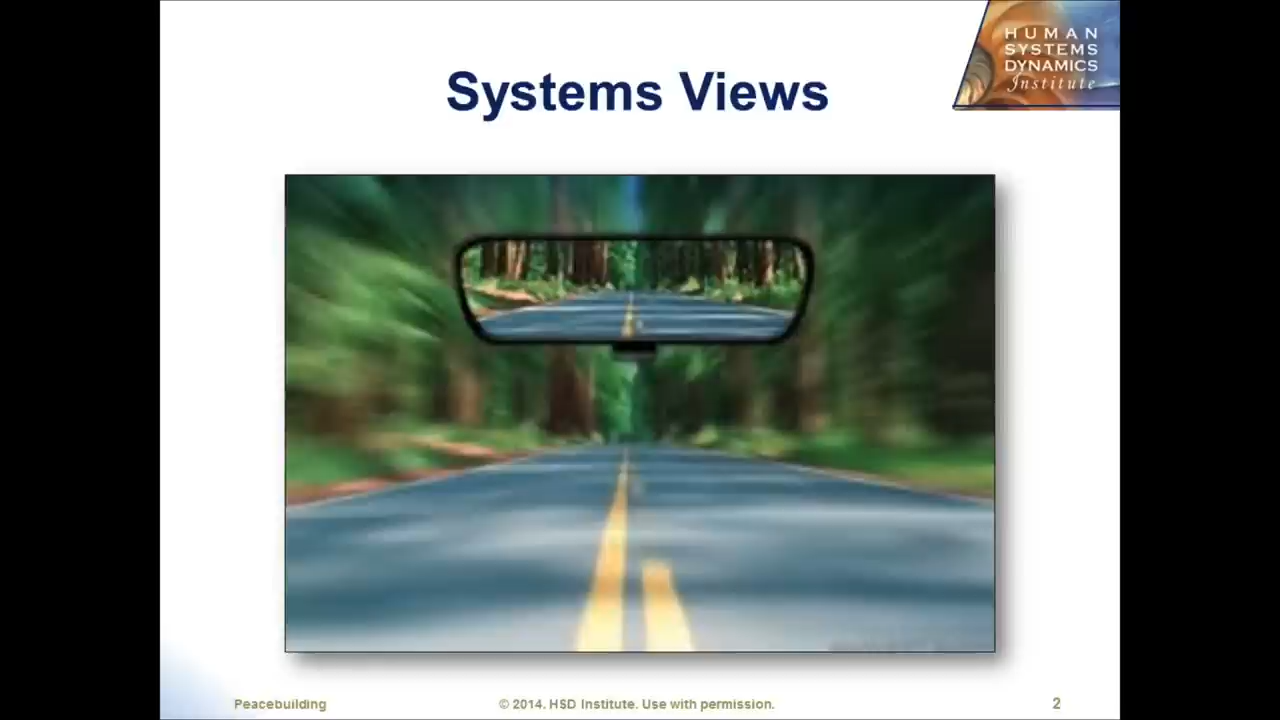 HUMAN
SYSTEMS
DYNAMICS
Institute
Systems Views
Peacebuilding
© 2014. HSD Institute. Use with permission.
2